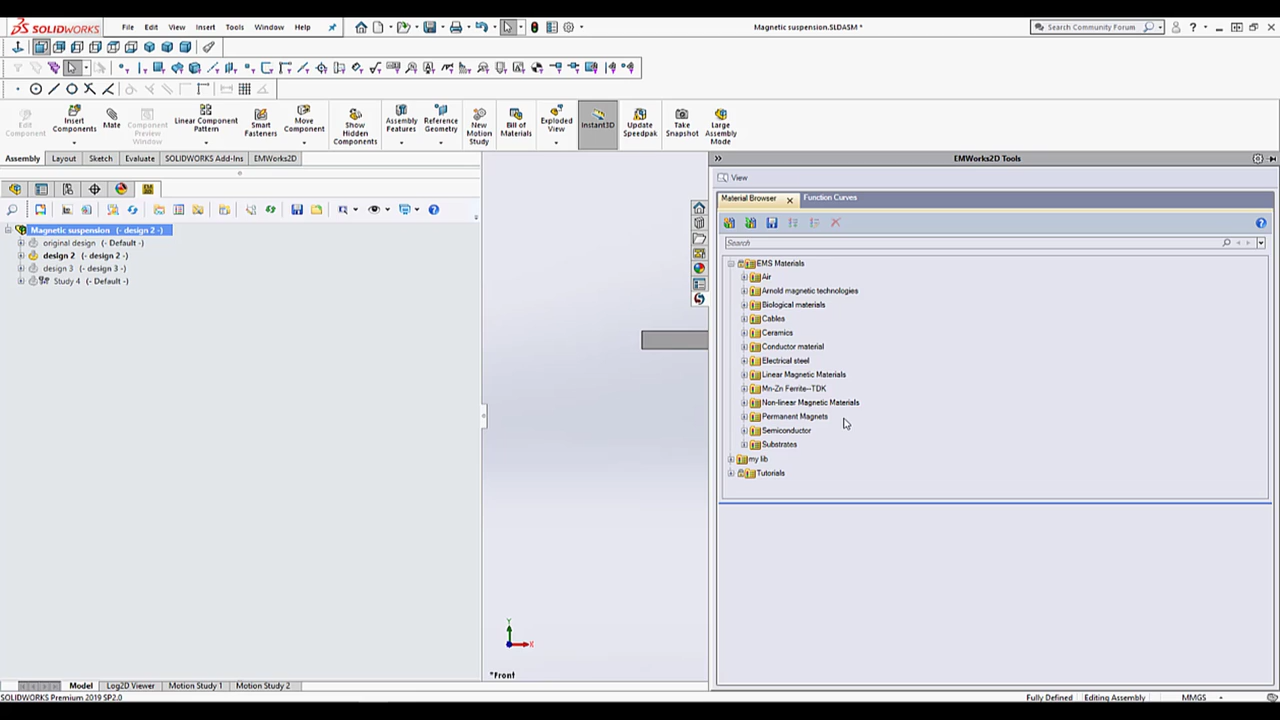 SOLIDWORKS File Edit View Insert Tools Window Help Magnetic suspension.SLDASM * Search Community Forum
Edit Component
Insert Components
Mate
Component Preview Window
Linear Component Pattern
Smart Fasteners
Move Component
Show Hidden Components
Assembly Features
Reference Geometry
New Motion Study
Bill of Materials
Exploded View
Instant3D
Update Speedpak
Take Snapshot
Large Assembly Mode
Assembly Layout Sketch Evaluate SOLIDWORKS Add-Ins EMWorks2D
EMWorks2D Tools
View
Material Browser Function Curves
Search
Magnetic suspension (- design 2 -)
original design (- Default -)
design 2 (- design 2 -)
design 3 (- design 3 -)
Study 4 (- Default -)
EMS Materials
Air
Arnold magnetic technologies
Biological materials
Cables
Ceramics
Conductor material
Electrical steel
Linear Magnetic Materials
Mn-Zn Ferrite--TDK
Non-linear Magnetic Materials
Permanent Magnets
Semiconductor
Substrates
my lib
Tutorials
Y
X
*Front
Model Log2D Viewer Motion Study 1 Motion Study 2
SOLIDWORKS Premium 2019 SP2.0 Fully Defined Editing Assembly MMGS